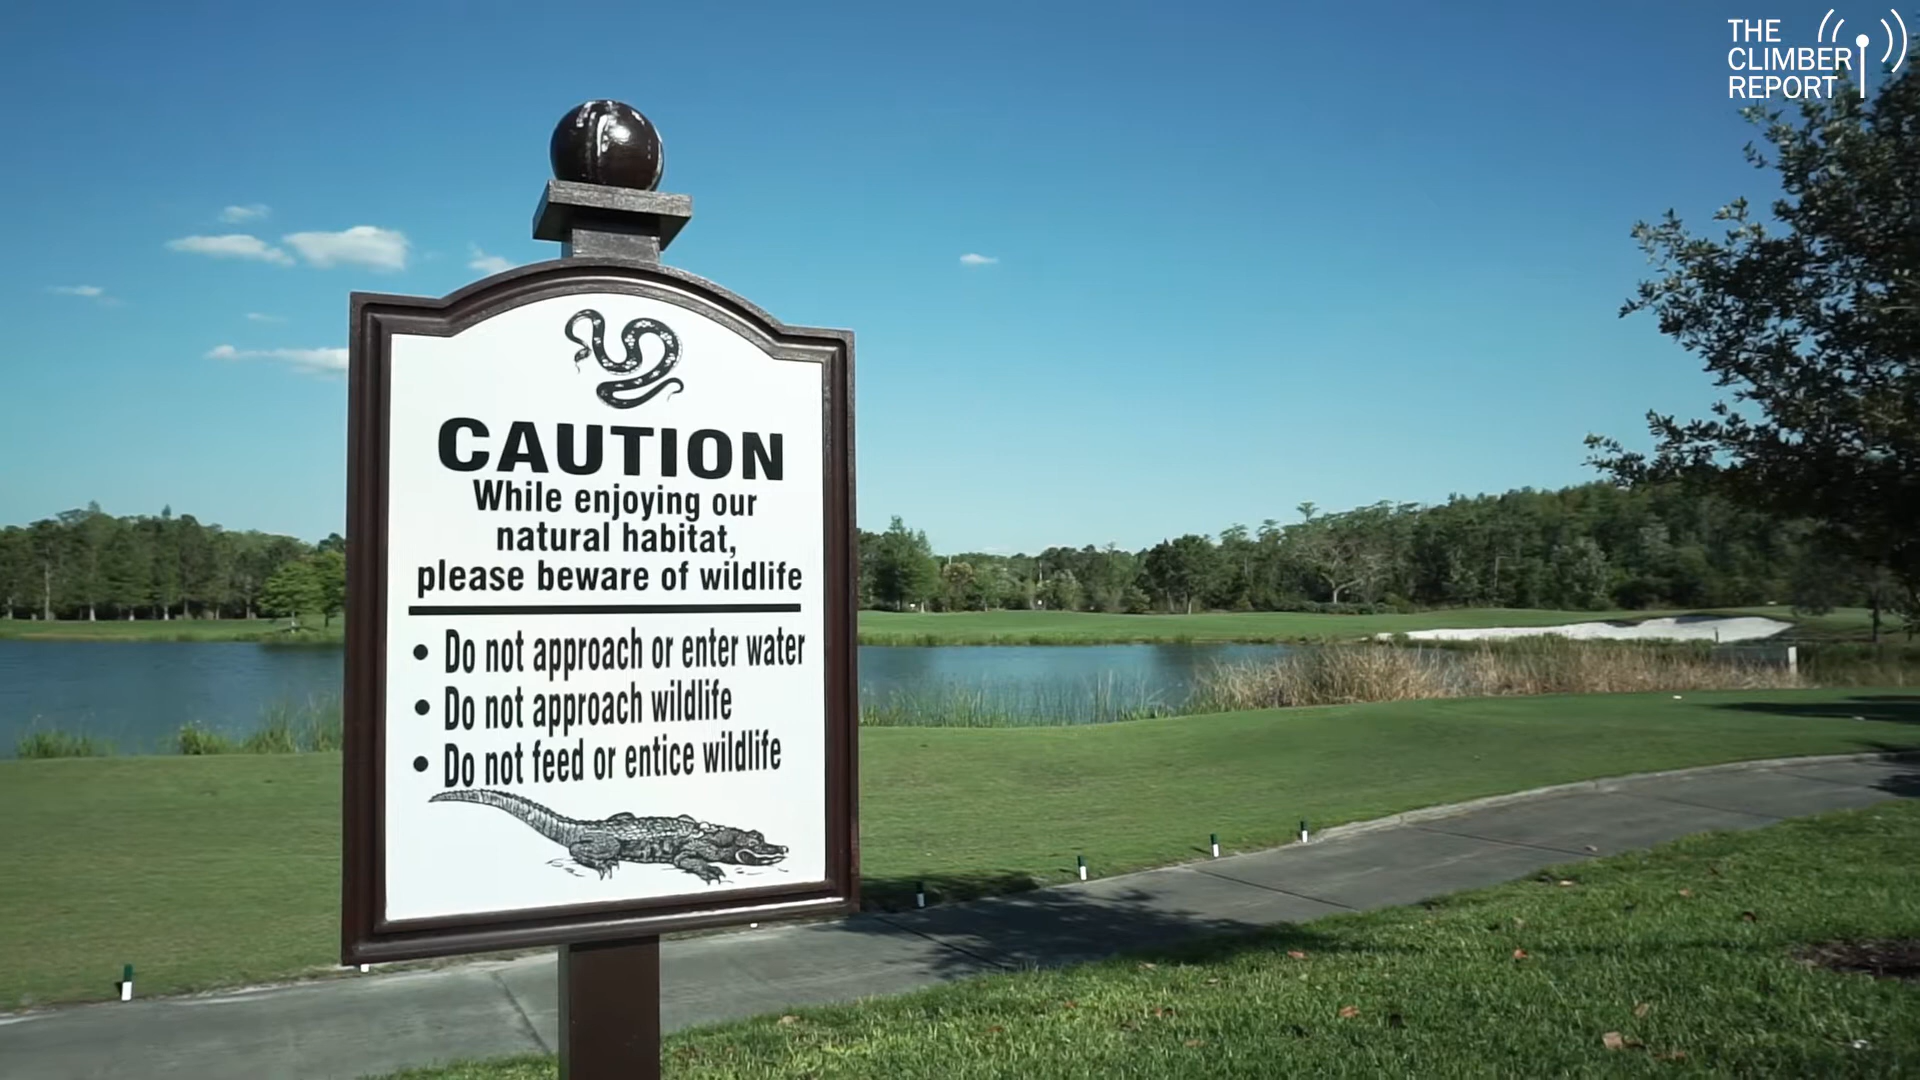 THE
CLIMBER
REPORT
CAUTION
While enjoying our
natural habitat,
please beware of wildlife
• Do not approach or enter water
• Do not approach wildlife
• Do not feed or entice wildlife